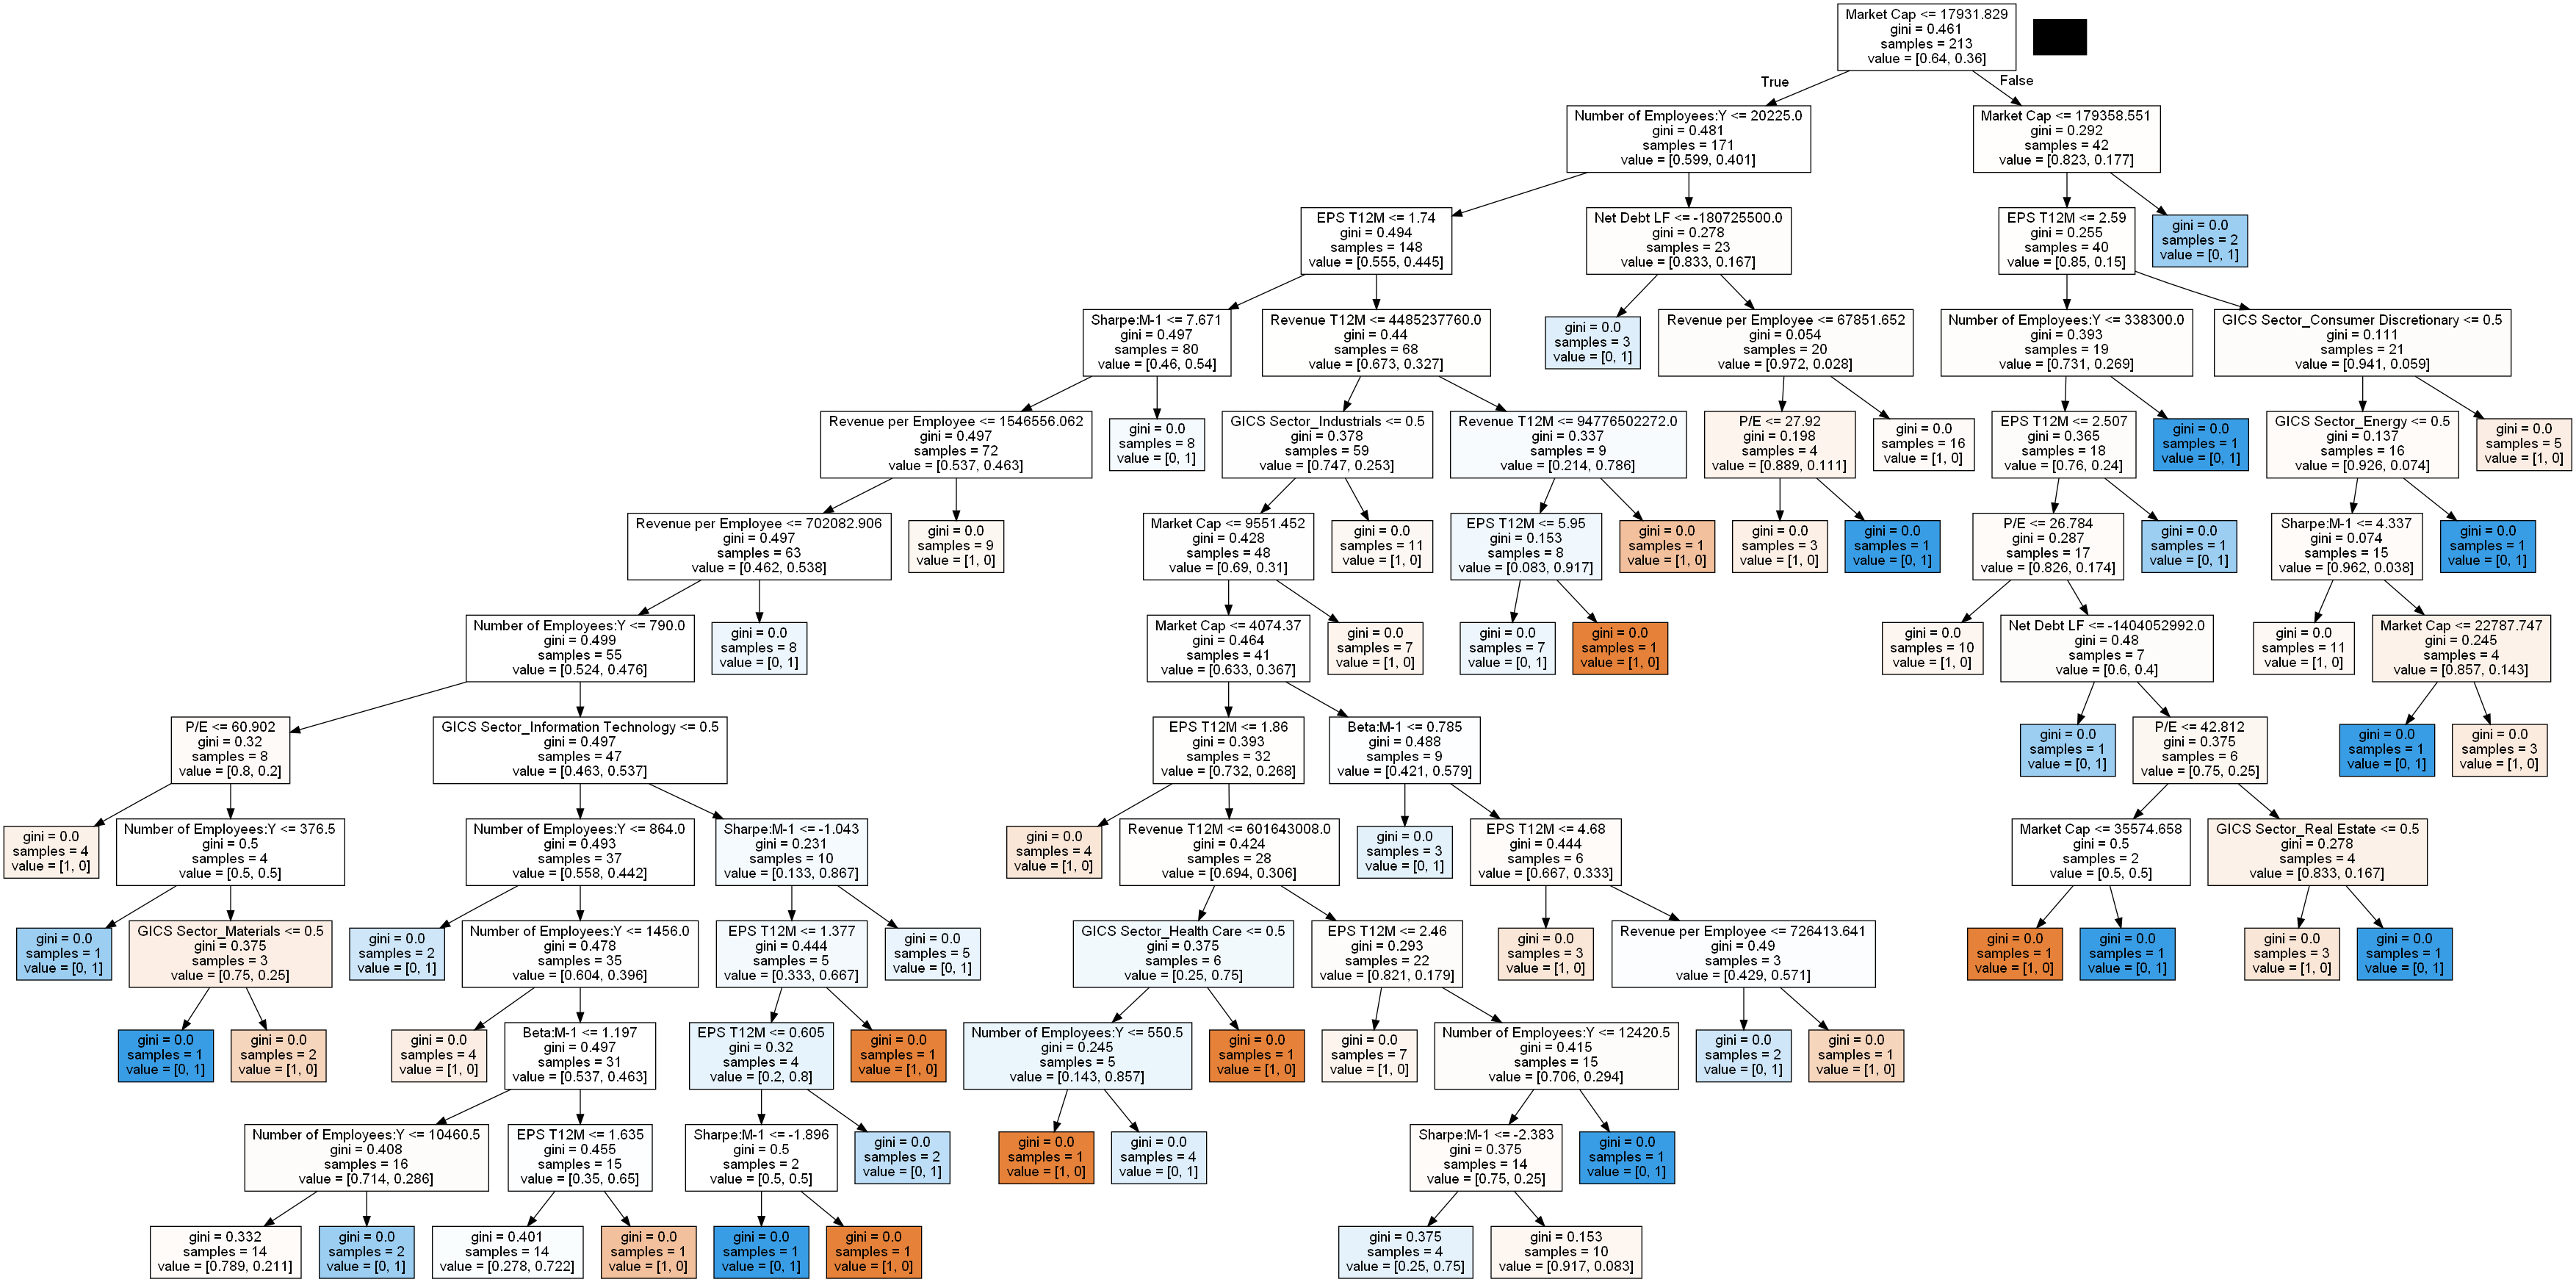 Market Cap <= 17931.829
gini = 0.461
samples = 213
value = [0.64, 0.36]
True
False
Number of Employees:Y <= 20225.0
gini = 0.481
samples = 171
value = [0.599, 0.401]
Market Cap <= 179358.551
gini = 0.292
samples = 42
value = [0.823, 0.177]
EPS T12M <= 1.74
gini = 0.494
samples = 148
value = [0.555, 0.445]
Net Debt LF <= -180725500.0
gini = 0.278
samples = 23
value = [0.833, 0.167]
EPS T12M <= 2.59
gini = 0.255
samples = 40
value = [0.85, 0.15]
gini = 0.0
samples = 2
value = [0, 1]
Sharpe:M-1 <= 7.671
gini = 0.497
samples = 80
value = [0.46, 0.54]
Revenue T12M <= 4485237760.0
gini = 0.44
samples = 68
value = [0.673, 0.327]
gini = 0.0
samples = 3
value = [0, 1]
Revenue per Employee <= 67851.652
gini = 0.054
samples = 20
value = [0.972, 0.028]
Number of Employees:Y <= 338300.0
gini = 0.393
samples = 19
value = [0.731, 0.269]
GICS Sector_Consumer Discretionary <= 0.5
gini = 0.111
samples = 21
value = [0.941, 0.059]
Revenue per Employee <= 1546556.062
gini = 0.497
samples = 72
value = [0.537, 0.463]
gini = 0.0
samples = 8
value = [0, 1]
GICS Sector_Industrials <= 0.5
gini = 0.378
samples = 59
value = [0.747, 0.253]
Revenue T12M <= 94776502272.0
gini = 0.337
samples = 9
value = [0.214, 0.786]
P/E <= 27.92
gini = 0.198
samples = 4
value = [0.889, 0.111]
gini = 0.0
samples = 16
value = [1, 0]
EPS T12M <= 2.507
gini = 0.365
samples = 18
value = [0.76, 0.24]
gini = 0.0
samples = 1
value = [0, 1]
GICS Sector_Energy <= 0.5
gini = 0.137
samples = 16
value = [0.926, 0.074]
gini = 0.0
samples = 5
value = [1, 0]
Revenue per Employee <= 702082.906
gini = 0.497
samples = 63
value = [0.462, 0.538]
gini = 0.0
samples = 9
value = [1, 0]
Market Cap <= 9551.452
gini = 0.428
samples = 48
value = [0.69, 0.31]
gini = 0.0
samples = 11
value = [1, 0]
EPS T12M <= 5.95
gini = 0.153
samples = 8
value = [0.083, 0.917]
gini = 0.0
samples = 1
value = [1, 0]
gini = 0.0
samples = 3
value = [1, 0]
gini = 0.0
samples = 1
value = [0, 1]
P/E <= 26.784
gini = 0.287
samples = 17
value = [0.826, 0.174]
gini = 0.0
samples = 1
value = [0, 1]
Sharpe:M-1 <= 4.337
gini = 0.074
samples = 15
value = [0.962, 0.038]
gini = 0.0
samples = 1
value = [0, 1]
Number of Employees:Y <= 790.0
gini = 0.499
samples = 55
value = [0.524, 0.476]
gini = 0.0
samples = 8
value = [0, 1]
Market Cap <= 4074.37
gini = 0.464
samples = 41
value = [0.633, 0.367]
gini = 0.0
samples = 7
value = [1, 0]
gini = 0.0
samples = 7
value = [0, 1]
gini = 0.0
samples = 1
value = [1, 0]
gini = 0.0
samples = 10
value = [1, 0]
Net Debt LF <= -1404052992.0
gini = 0.48
samples = 7
value = [0.6, 0.4]
gini = 0.0
samples = 11
value = [1, 0]
Market Cap <= 22787.747
gini = 0.245
samples = 4
value = [0.857, 0.143]
P/E <= 60.902
gini = 0.32
samples = 8
value = [0.8, 0.2]
GICS Sector_Information Technology <= 0.5
gini = 0.497
samples = 47
value = [0.463, 0.537]
EPS T12M <= 1.86
gini = 0.393
samples = 32
value = [0.732, 0.268]
Beta:M-1 <= 0.785
gini = 0.488
samples = 9
value = [0.421, 0.579]
gini = 0.0
samples = 1
value = [0, 1]
P/E <= 42.812
gini = 0.375
samples = 6
value = [0.75, 0.25]
gini = 0.0
samples = 1
value = [0, 1]
gini = 0.0
samples = 3
value = [1, 0]
gini = 0.0
samples = 4
value = [1, 0]
Number of Employees:Y <= 376.5
gini = 0.5
samples = 4
value = [0.5, 0.5]
Number of Employees:Y <= 864.0
gini = 0.493
samples = 37
value = [0.558, 0.442]
Sharpe:M-1 <= -1.043
gini = 0.231
samples = 10
value = [0.133, 0.867]
gini = 0.0
samples = 4
value = [1, 0]
Revenue T12M <= 601643008.0
gini = 0.424
samples = 28
value = [0.694, 0.306]
gini = 0.0
samples = 3
value = [0, 1]
EPS T12M <= 4.68
gini = 0.444
samples = 6
value = [0.667, 0.333]
Market Cap <= 35574.658
gini = 0.5
samples = 2
value = [0.5, 0.5]
GICS Sector_Real Estate <= 0.5
gini = 0.278
samples = 4
value = [0.833, 0.167]
gini = 0.0
samples = 1
value = [0, 1]
GICS Sector_Materials <= 0.5
gini = 0.375
samples = 3
value = [0.75, 0.25]
gini = 0.0
samples = 2
value = [0, 1]
Number of Employees:Y <= 1456.0
gini = 0.478
samples = 35
value = [0.604, 0.396]
EPS T12M <= 1.377
gini = 0.444
samples = 5
value = [0.333, 0.667]
gini = 0.0
samples = 5
value = [0, 1]
GICS Sector_Health Care <= 0.5
gini = 0.375
samples = 6
value = [0.25, 0.75]
EPS T12M <= 2.46
gini = 0.293
samples = 22
value = [0.821, 0.179]
gini = 0.0
samples = 3
value = [1, 0]
Revenue per Employee <= 726413.641
gini = 0.49
samples = 3
value = [0.429, 0.571]
gini = 0.0
samples = 1
value = [1, 0]
gini = 0.0
samples = 1
value = [0, 1]
gini = 0.0
samples = 3
value = [1, 0]
gini = 0.0
samples = 1
value = [0, 1]
gini = 0.0
samples = 1
value = [0, 1]
gini = 0.0
samples = 2
value = [1, 0]
gini = 0.0
samples = 4
value = [1, 0]
Beta:M-1 <= 1.197
gini = 0.497
samples = 31
value = [0.537, 0.463]
EPS T12M <= 0.605
gini = 0.32
samples = 4
value = [0.2, 0.8]
gini = 0.0
samples = 1
value = [1, 0]
Number of Employees:Y <= 550.5
gini = 0.245
samples = 5
value = [0.143, 0.857]
gini = 0.0
samples = 1
value = [1, 0]
gini = 0.0
samples = 7
value = [1, 0]
Number of Employees:Y <= 12420.5
gini = 0.415
samples = 15
value = [0.706, 0.294]
gini = 0.0
samples = 2
value = [0, 1]
gini = 0.0
samples = 1
value = [1, 0]
Number of Employees:Y <= 10460.5
gini = 0.408
samples = 16
value = [0.714, 0.286]
EPS T12M <= 1.635
gini = 0.455
samples = 15
value = [0.35, 0.65]
Sharpe:M-1 <= -1.896
gini = 0.5
samples = 2
value = [0.5, 0.5]
gini = 0.0
samples = 2
value = [0, 1]
gini = 0.0
samples = 1
value = [1, 0]
gini = 0.0
samples = 4
value = [0, 1]
Sharpe:M-1 <= -2.383
gini = 0.375
samples = 14
value = [0.75, 0.25]
gini = 0.0
samples = 1
value = [0, 1]
gini = 0.332
samples = 14
value = [0.789, 0.211]
gini = 0.0
samples = 2
value = [0, 1]
gini = 0.401
samples = 14
value = [0.278, 0.722]
gini = 0.0
samples = 1
value = [1, 0]
gini = 0.0
samples = 1
value = [0, 1]
gini = 0.0
samples = 1
value = [1, 0]
gini = 0.375
samples = 4
value = [0.25, 0.75]
gini = 0.153
samples = 10
value = [0.917, 0.083]